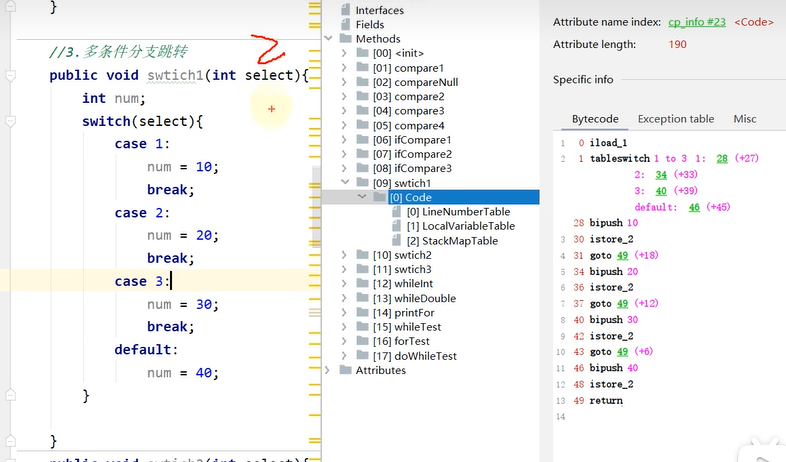 }
//3.多条件分支跳转
2
public void swtich1(int select){
int num;
switch(select){
case 1:
num = 10;
break;
case 2:
num = 20;
break;
case 3:
num = 30;
break;
default:
num = 40;
}
}
Interfaces
Fields
Methods
[00] <init>
[01] compare1
[02] compareNull
[03] compare2
[04] compare3
[05] compare4
[06] ifCompare1
[07] ifCompare2
[08] ifCompare3
[09] swtich1
[0] Code
[0] LineNumberTable
[1] LocalVariableTable
[2] StackMapTable
[10] swtich2
[11] swtich3
[12] whileInt
[13] whileDouble
[14] printFor
[15] whileTest
[16] forTest
[17] doWhileTest
Attributes
Attribute name index: cp_info #23 <Code>
Attribute length: 190
Specific info
Bytecode Exception table Misc
1 0 iload_1
2 1 tableswitch 1 to 3 1: 28 (+27)
2: 34 (+33)
3: 40 (+39)
default: 46 (+45)
28 bipush 10
3 30 istore_2
4 31 goto 49 (+18)
5 34 bipush 20
6 36 istore_2
7 37 goto 49 (+12)
8 40 bipush 30
9 42 istore_2
10 43 goto 49 (+6)
11 46 bipush 40
12 48 istore_2
13 49 return
14